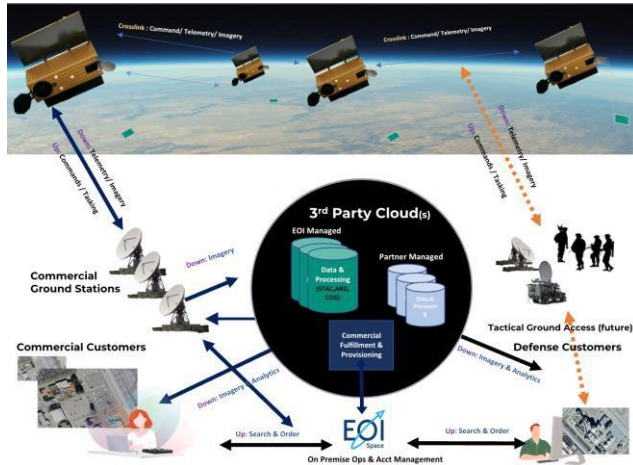 Crosslink : Command/ Telemetry/ Imagery
Crosslink : Command/ Telemetry/ Imagery
Down: Telemetry/ Imagery
Up: Commands / Tasking
Down: Telemetry/ Imagery
Up: Commands / Tasking
3rd Party Cloud(s)
EOI Managed
Partner Managed
Data &
Processing
(STAC,ARD,
COG)
Data &
Commercial
Fulfillment &
Provisioning
Down: Imagery
Commercial
Ground Stations
Tactical Ground Access (future)
Commercial Customers
Defense Customers
Down: Imagery & Analytics
Down: Imagery & Analytics
Up: Search & Order
EOI
Space
Up: Search & Order
On Premise Ops & Acct Management